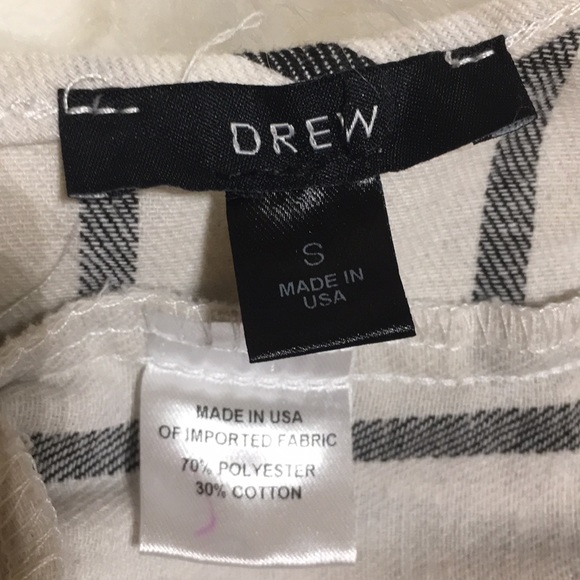 DREW
S
MADE IN
USA
MADE IN USA
OF IMPORTED FABRIC
70% POLYESTER
30% COTTON